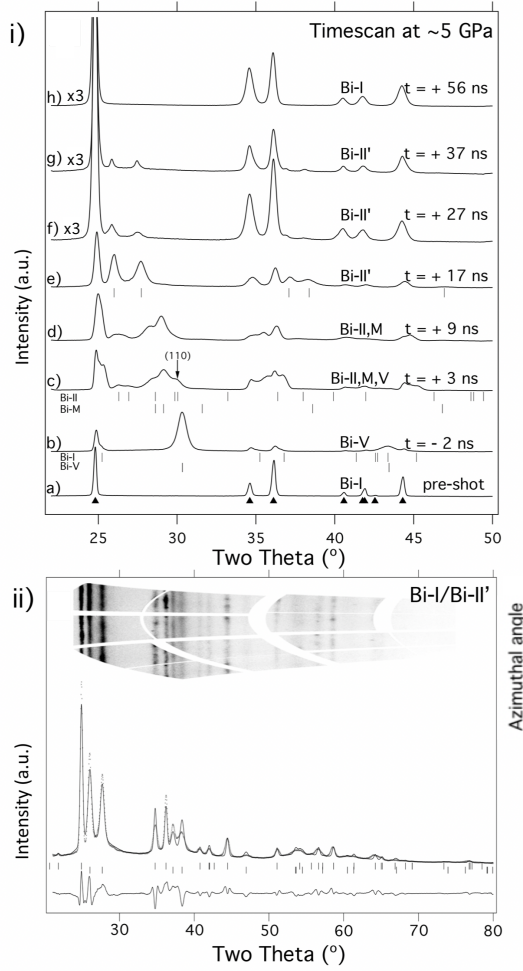 i)
Timescan at ~5 GPa
h) x3 Bi-I t = + 56 ns
g) x3 Bi-II' t = + 37 ns
f) x3 Bi-II' t = + 27 ns
e) Bi-II' t = + 17 ns
d) Bi-II,M t = + 9 ns
(110)
c) Bi-II,M,V t = + 3 ns
Bi-II
Bi-M
b) Bi-V t = - 2 ns
Bi-I
Bi-V
a) Bi-I pre-shot
Intensity (a.u.)
25 30 35 40 45 50
Two Theta (º)
ii)
Bi-I/Bi-II’
Azimuthal angle
Intensity (a.u.)
30 40 50 60 70 80
Two Theta (º)